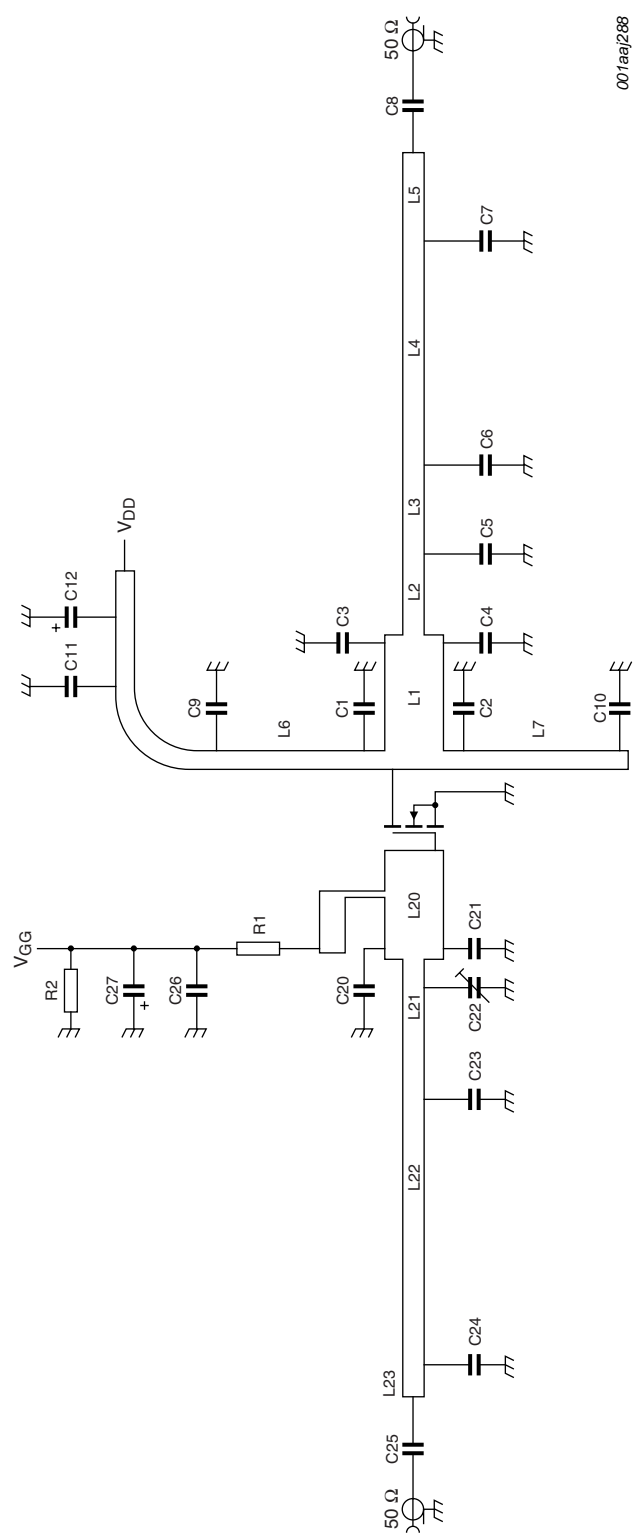 001aaj288
50 Ω
C8
L5
C7
L4
C6
L3
C5
L2
VDD
C12
+
C11
C3
C4
L1
C9
L6
C1
C2
L7
C10
VGG
R2
C27
+
C26
R1
C20
L20
C21
L21
C22
C23
L22
C24
L23
C25
50 Ω